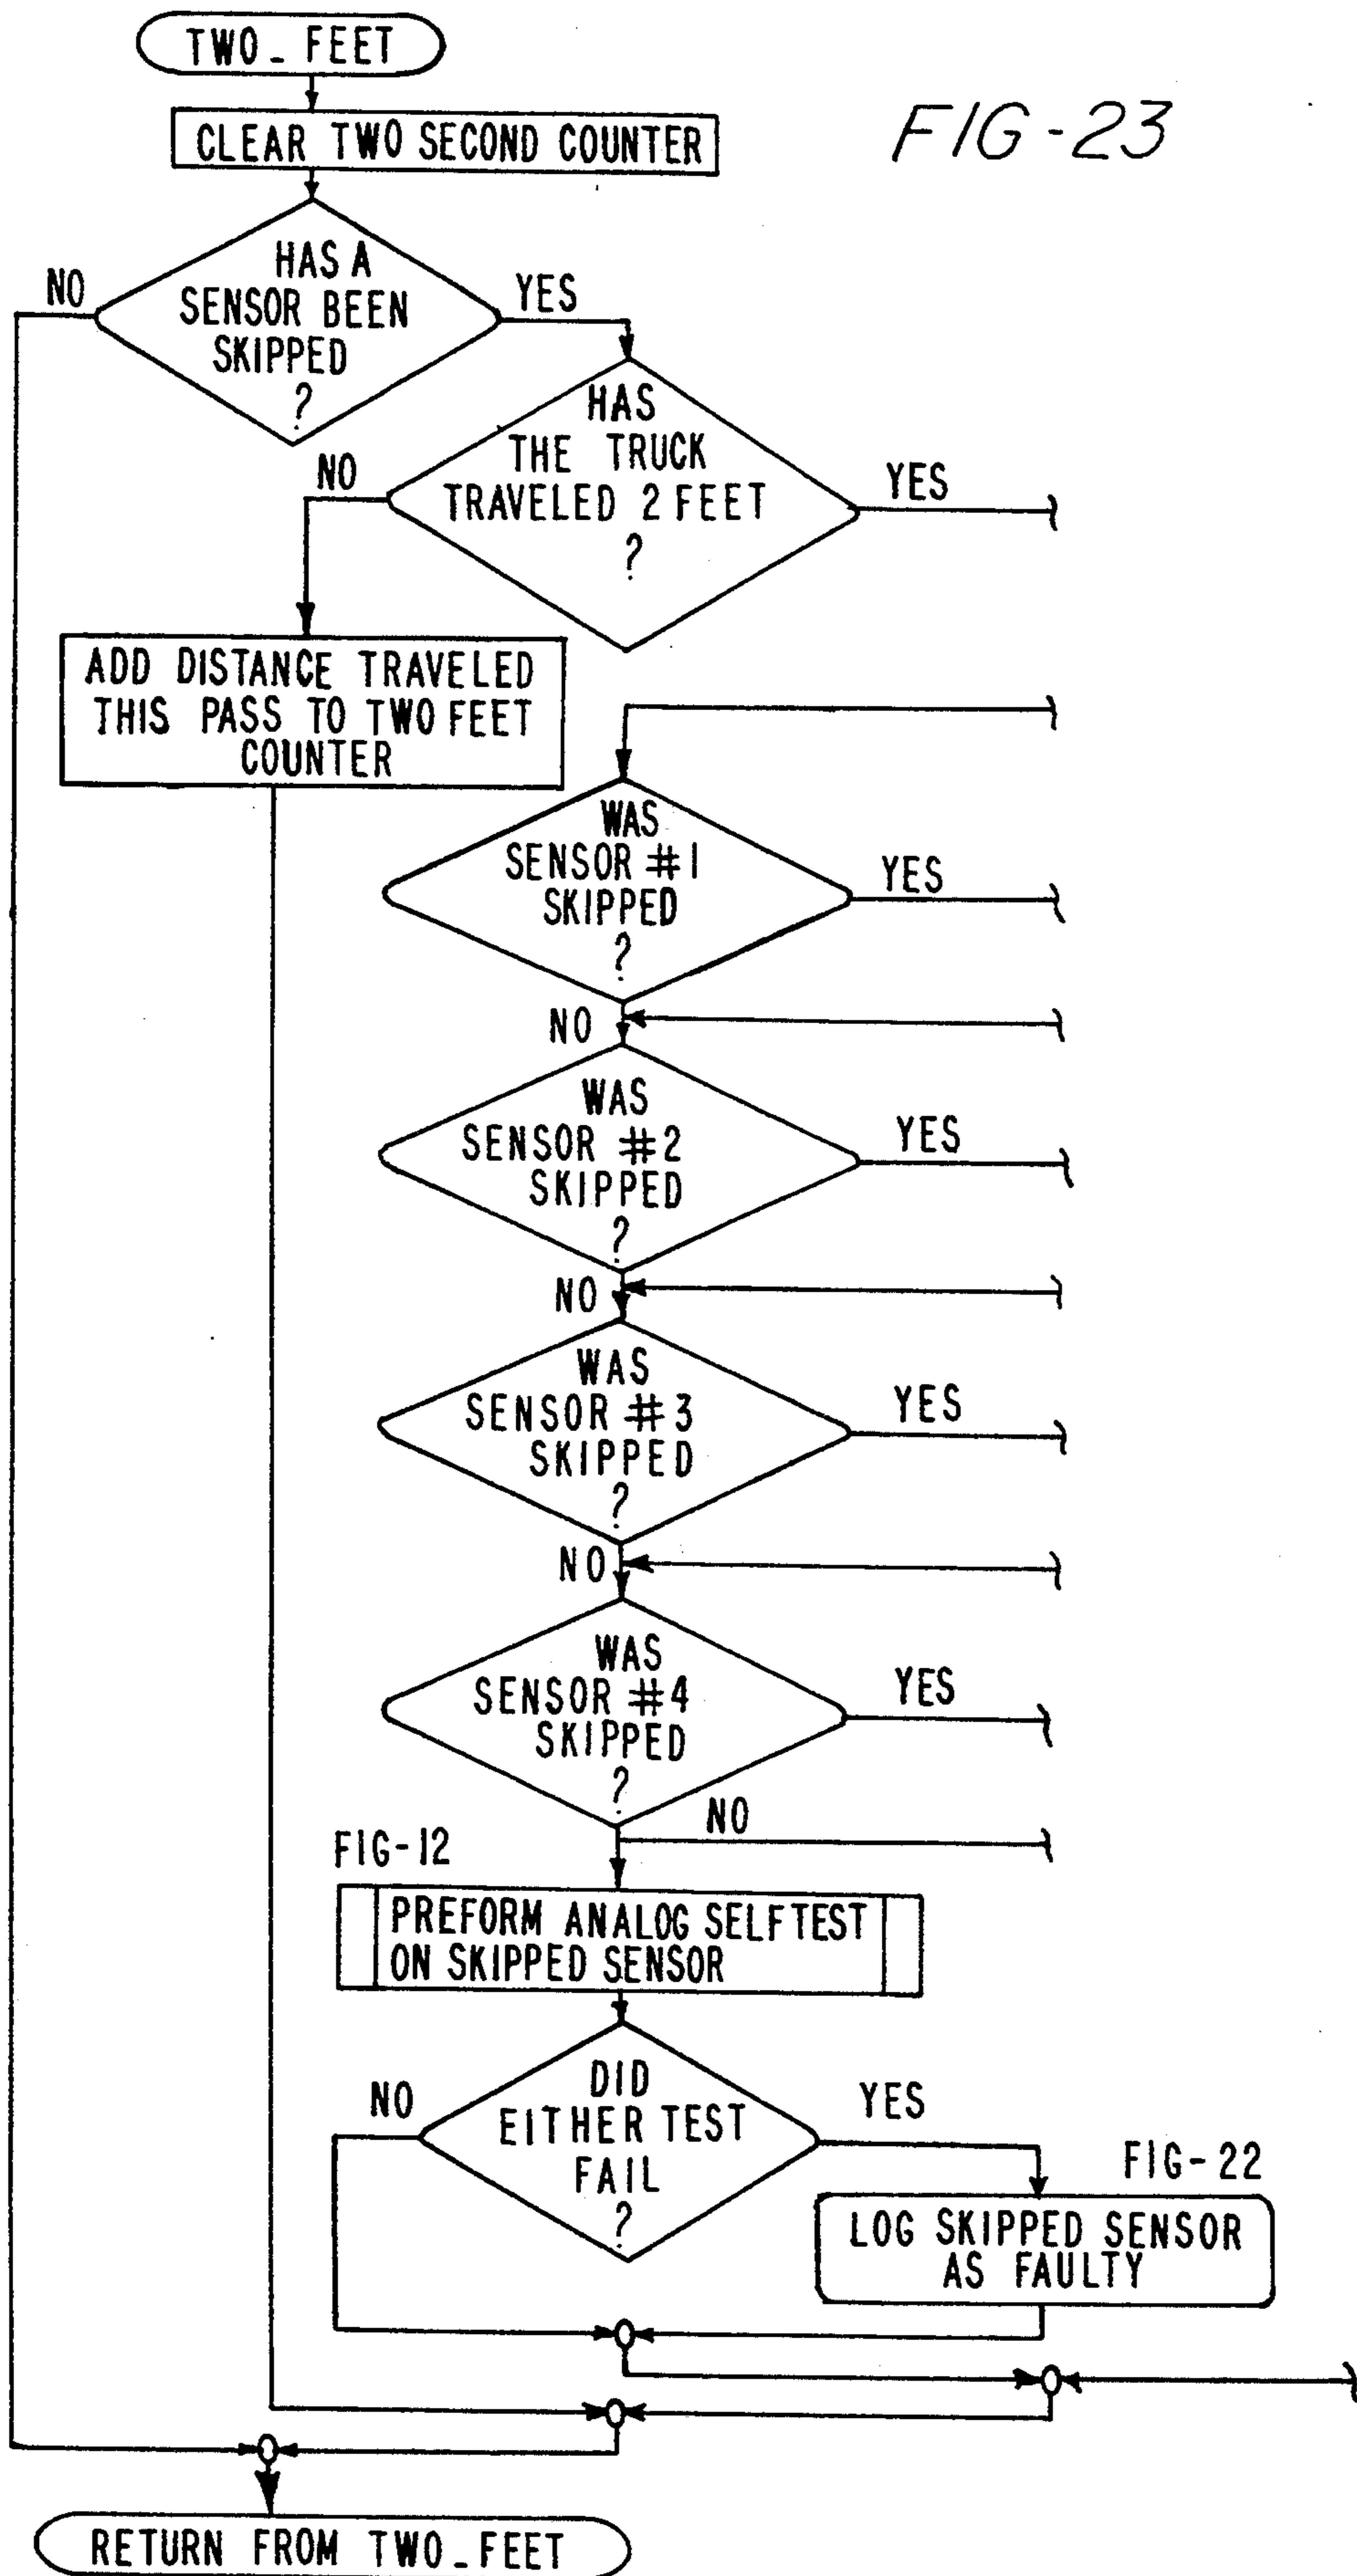 TWO_FEET
FIG-23
CLEAR TWO SECOND COUNTER
HAS A
SENSOR BEEN
SKIPPED
?
NO
YES
HAS
THE TRUCK
TRAVELED 2 FEET
?
NO
YES
ADD DISTANCE TRAVELED
THIS PASS TO TWO FEET
COUNTER
WAS
SENSOR #1
SKIPPED
?
YES
NO
WAS
SENSOR #2
SKIPPED
?
YES
NO
WAS
SENSOR #3
SKIPPED
?
YES
NO
WAS
SENSOR #4
SKIPPED
?
YES
NO
FIG-12
PREFORM ANALOG SELFTEST
ON SKIPPED SENSOR
DID
EITHER TEST
FAIL
?
NO
YES
FIG-22
LOG SKIPPED SENSOR
AS FAULTY
RETURN FROM TWO_FEET